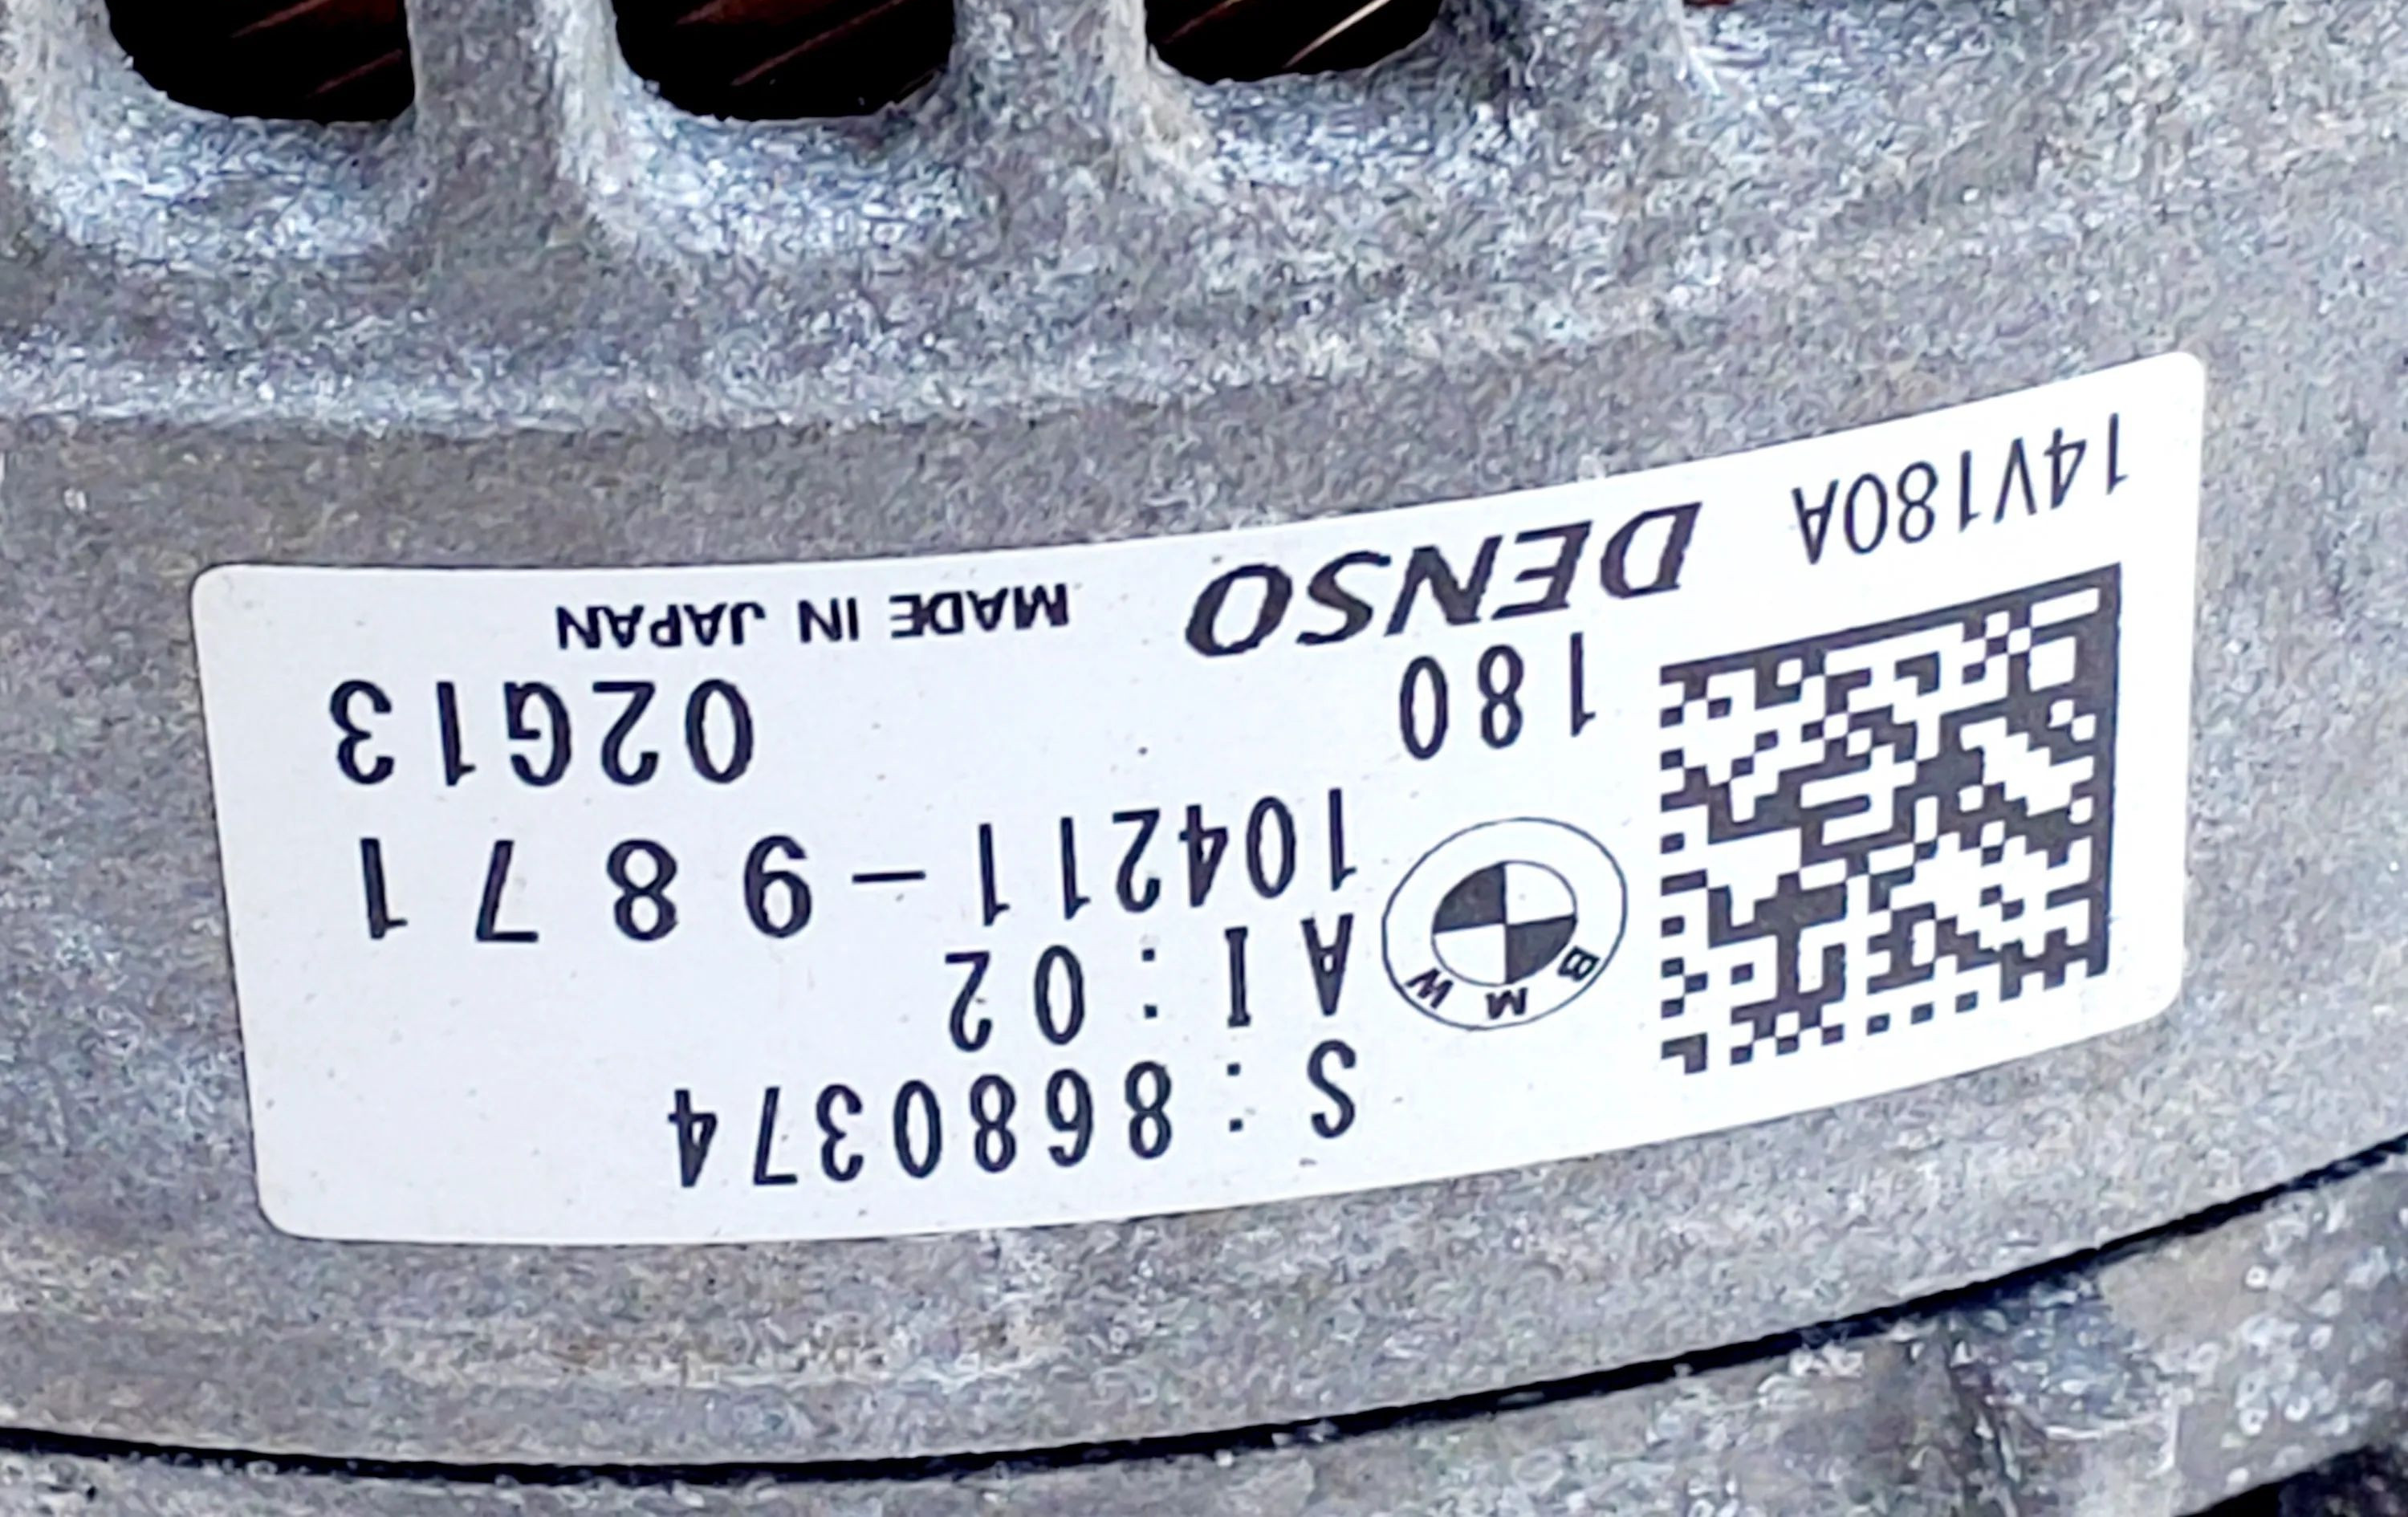 S:8680374
AI:02
BMW
104211-9871
180 02G13
14V180A DENSO MADE IN JAPAN